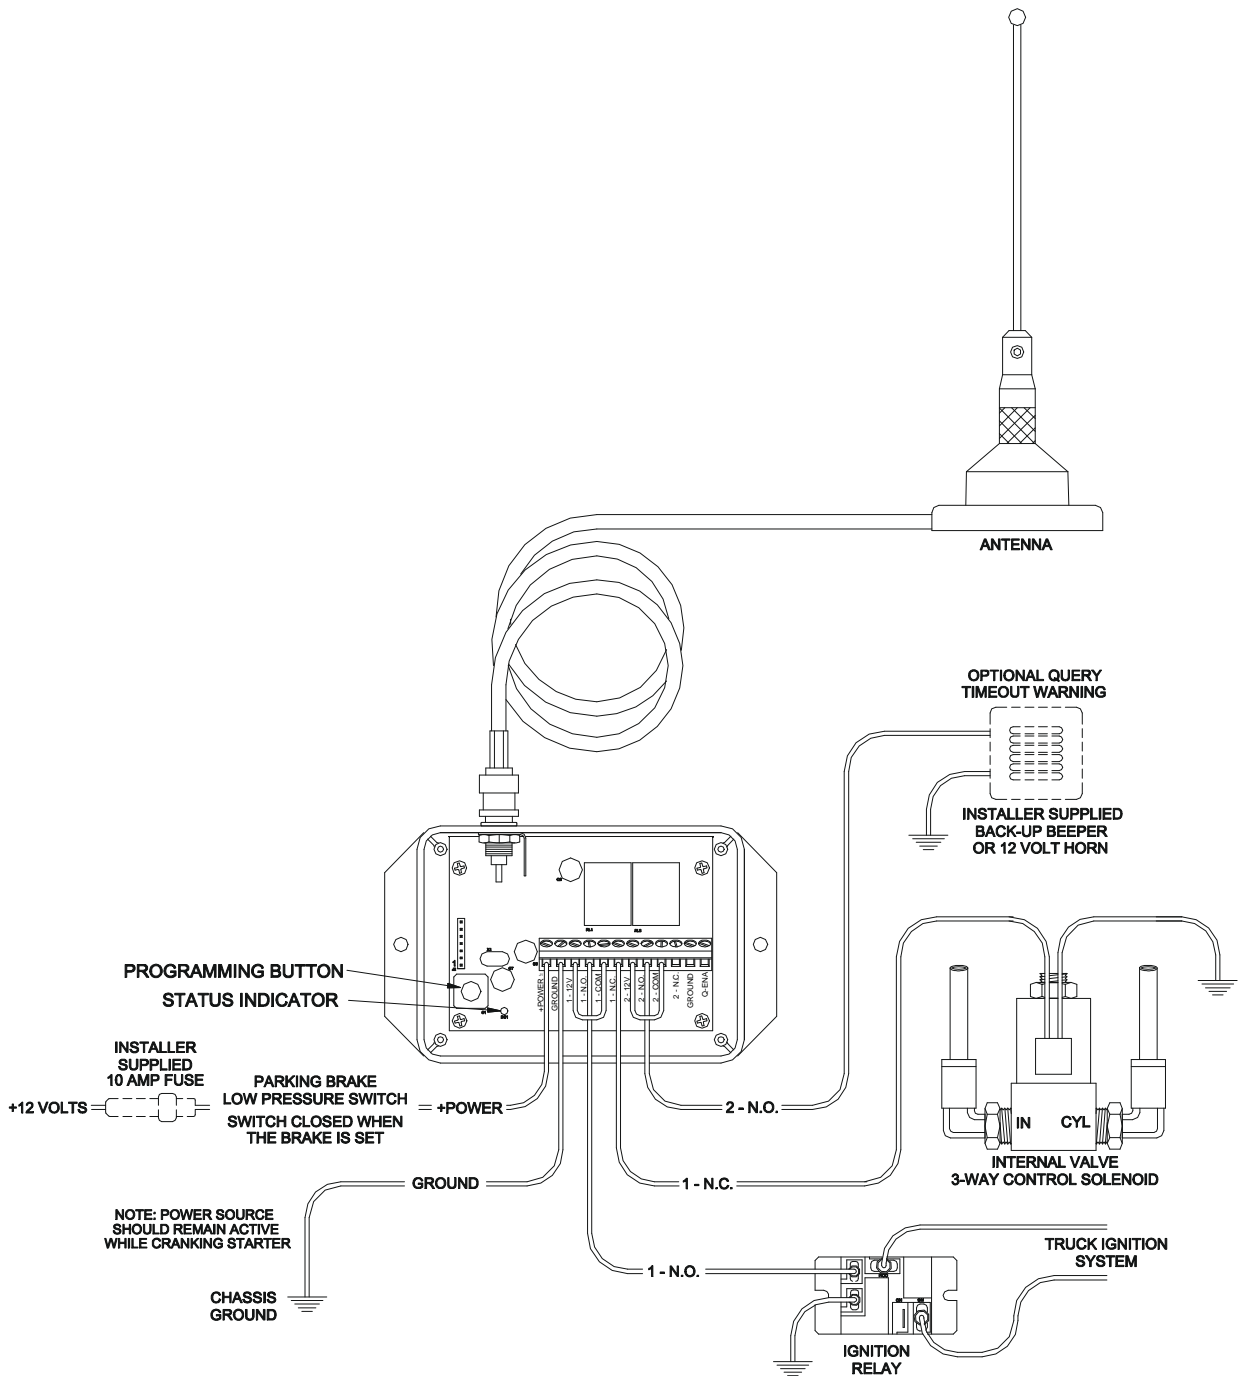 ANTENNA
OPTIONAL QUERY
TIMEOUT WARNING
INSTALLER SUPPLIED
BACK-UP BEEPER
OR 12 VOLT HORN
+POWER
GROUND
1 - 12V
1 - N.O.
1 - COM
1 - N.C.
2 - 12V
2 - N.O.
2 - COM
2 - N.C.
GROUND
Q-ENA
PROGRAMMING BUTTON
STATUS INDICATOR
INSTALLER
SUPPLIED
10 AMP FUSE
+12 VOLTS
PARKING BRAKE
LOW PRESSURE SWITCH
SWITCH CLOSED WHEN
THE BRAKE IS SET
+POWER
2 - N.O.
IN
CYL
INTERNAL VALVE
3-WAY CONTROL SOLENOID
GROUND
1 - N.C.
NOTE: POWER SOURCE
SHOULD REMAIN ACTIVE
WHILE CRANKING STARTER
1 - N.O.
TRUCK IGNITION
SYSTEM
CHASSIS
GROUND
IGNITION
RELAY